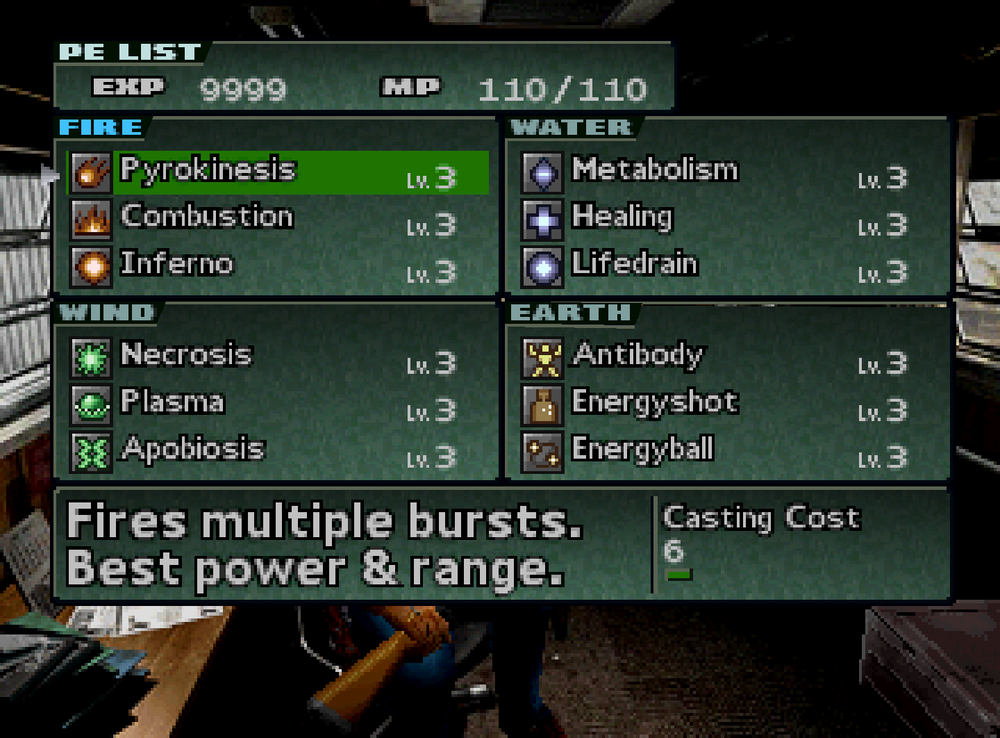 PE LIST
EXP 9999 MP 110/110
FIRE
Pyrokinesis Lv.3
Combustion Lv.3
Inferno Lv.3
WATER
Metabolism Lv.3
Healing Lv.3
Lifedrain Lv.3
WIND
Necrosis Lv.3
Plasma Lv.3
Apobiosis Lv.3
EARTH
Antibody Lv.3
Energyshot Lv.3
Energyball Lv.3
Fires multiple bursts.
Best power & range.
Casting Cost
6